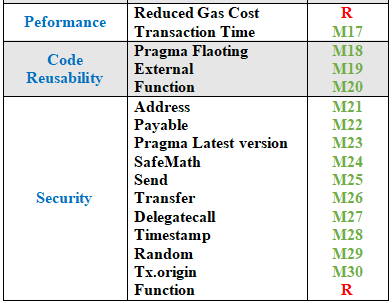 Peformance
Reduced Gas Cost R
Transaction Time M17
Code
Reusability
Pragma Flaoting M18
External M19
Function M20
Security
Address M21
Payable M22
Pragma Latest version M23
SafeMath M24
Send M25
Transfer M26
Delegatecall M27
Timestamp M28
Random M29
Tx.origin M30
Function R